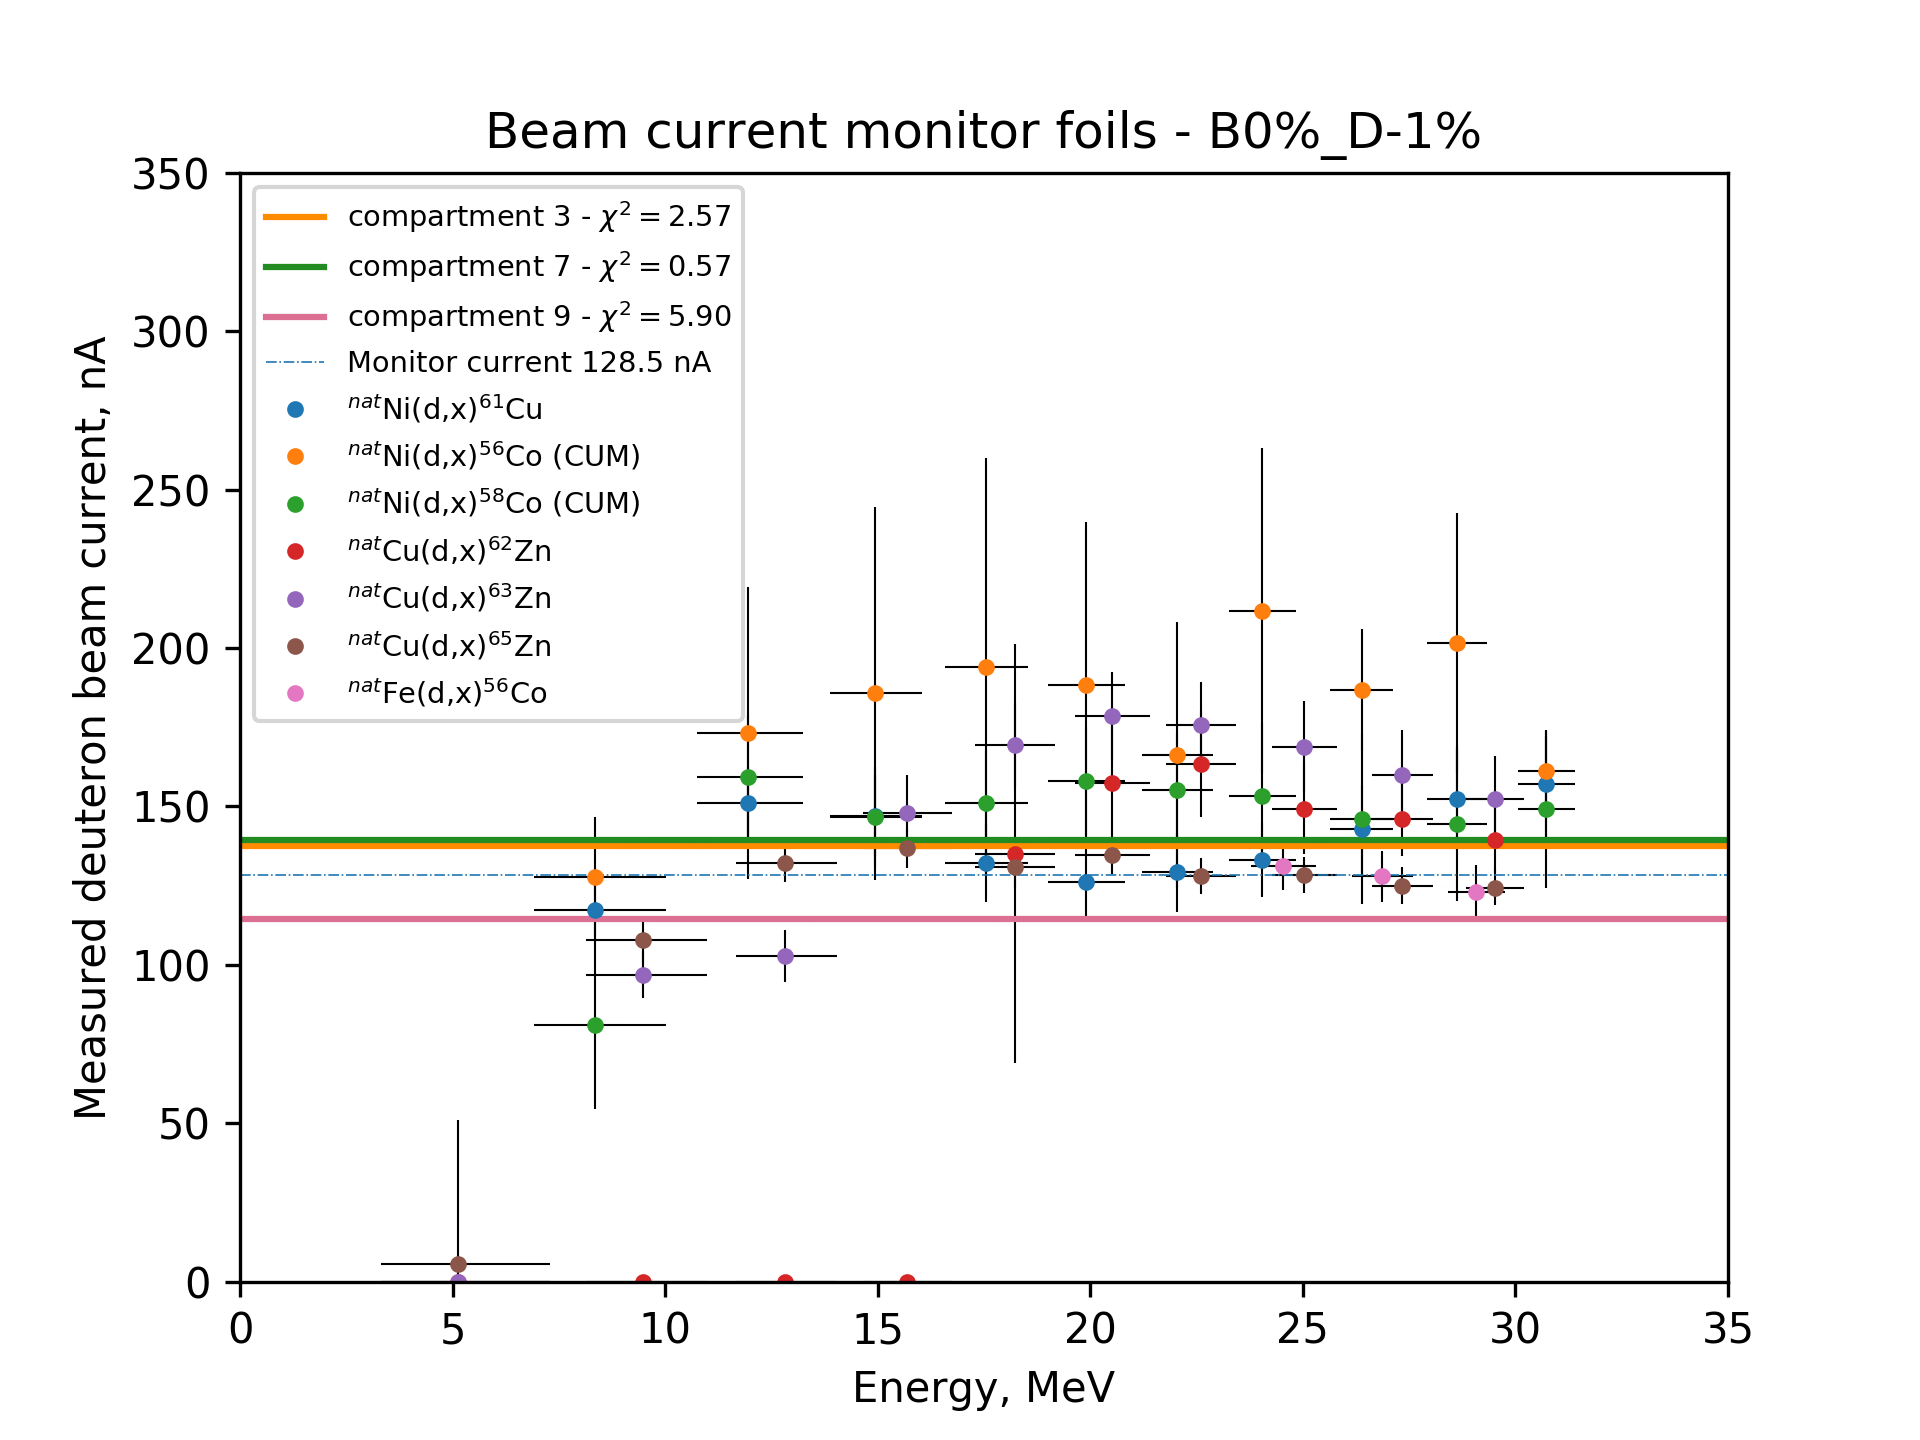 Beam current monitor foils - B0%_D-1%
350
300
250
200
150
100
50
0
Measured deuteron beam current, nA
compartment 3 - χ² = 2.57
compartment 7 - χ² = 0.57
compartment 9 - χ² = 5.90
Monitor current 128.5 nA
ⁿᵃᵗNi(d,x)⁶¹Cu
ⁿᵃᵗNi(d,x)⁵⁶Co (CUM)
ⁿᵃᵗNi(d,x)⁵⁸Co (CUM)
ⁿᵃᵗCu(d,x)⁶²Zn
ⁿᵃᵗCu(d,x)⁶³Zn
ⁿᵃᵗCu(d,x)⁶⁵Zn
ⁿᵃᵗFe(d,x)⁵⁶Co
0 5 10 15 20 25 30 35
Energy, MeV